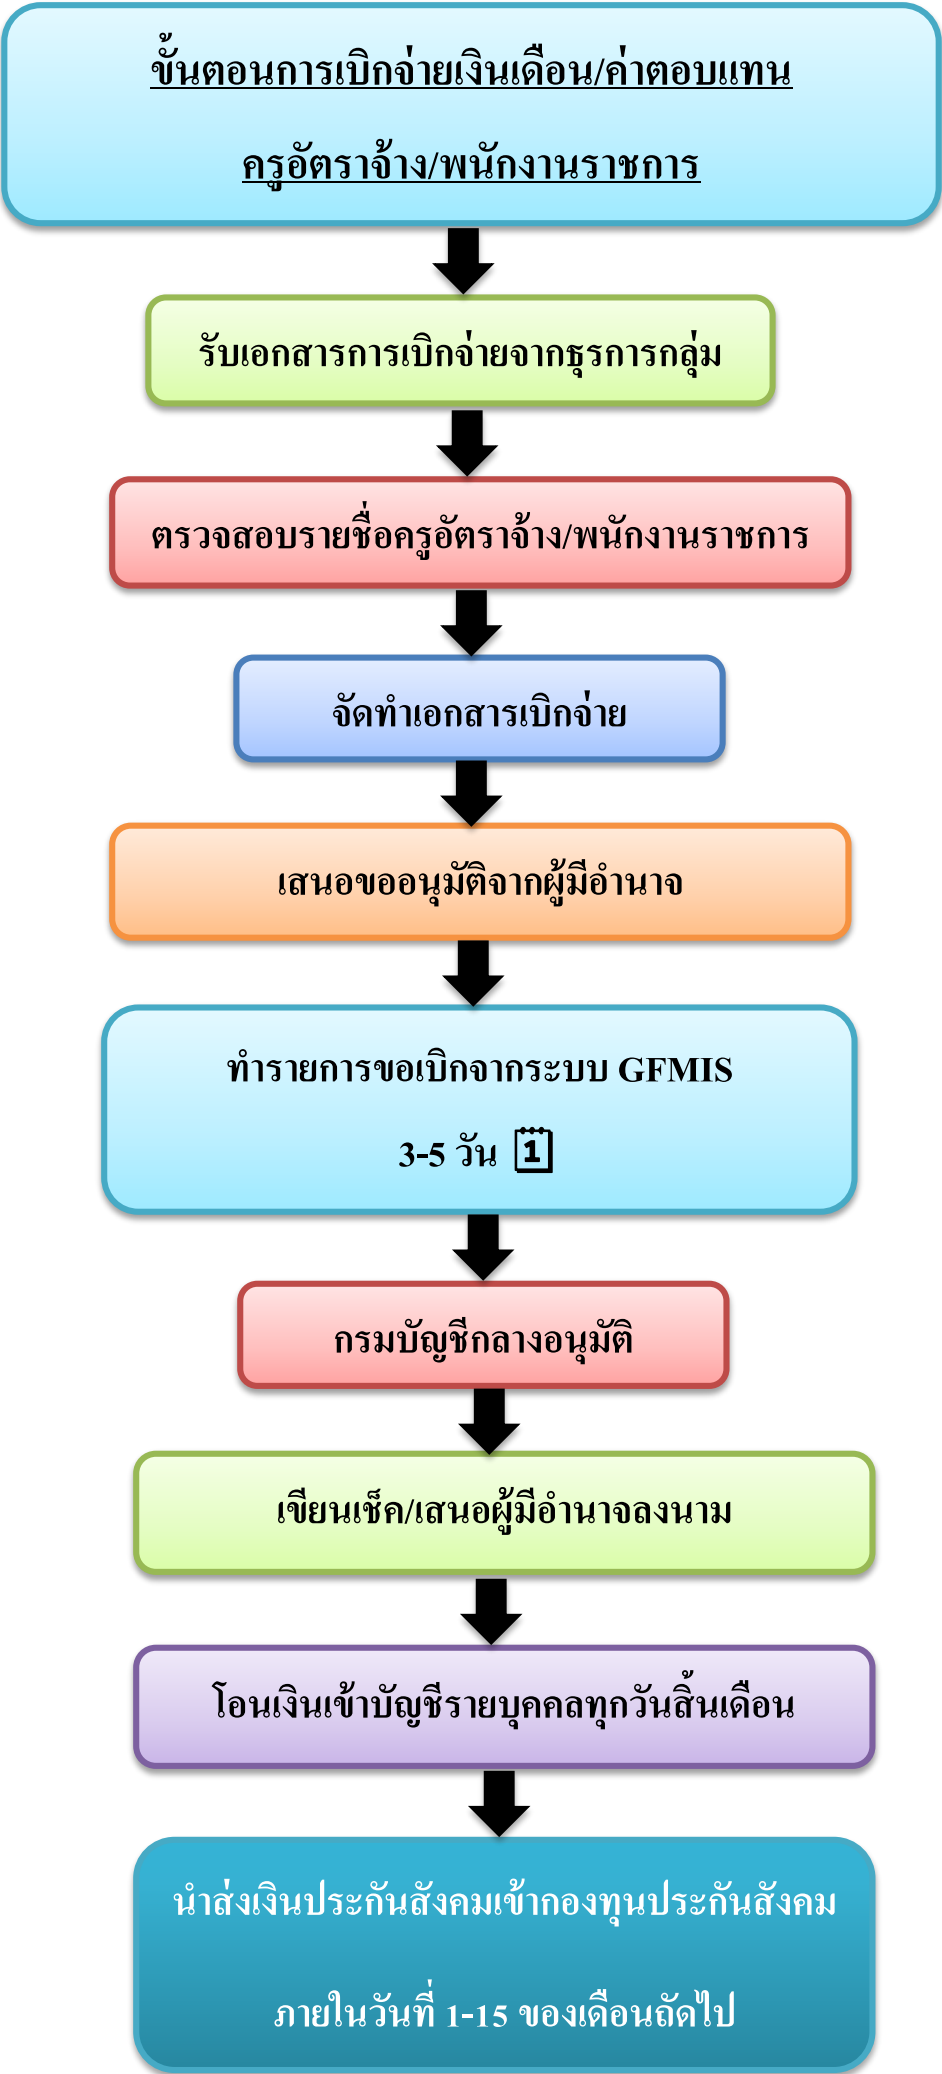 ขั้นตอนการเบิกจ่ายเงินเดือน/ค่าตอบแทน
ครูอัตราจ้าง/พนักงานราชการ
รับเอกสารการเบิกจ่ายจากธุรการกลุ่ม
ตรวจสอบรายชื่อครูอัตราจ้าง/พนักงานราชการ
จัดทำเอกสารเบิกจ่าย
เสนอขออนุมัติจากผู้มีอำนาจ
ทำรายการขอเบิกจากระบบ GFMIS
3-5 วัน 🗓
กรมบัญชีกลางอนุมัติ
เขียนเช็ค/เสนอผู้มีอำนาจลงนาม
โอนเงินเข้าบัญชีรายบุคคลทุกวันสิ้นเดือน
นำส่งเงินประกันสังคมเข้ากองทุนประกันสังคม
ภายในวันที่ 1-15 ของเดือนถัดไป